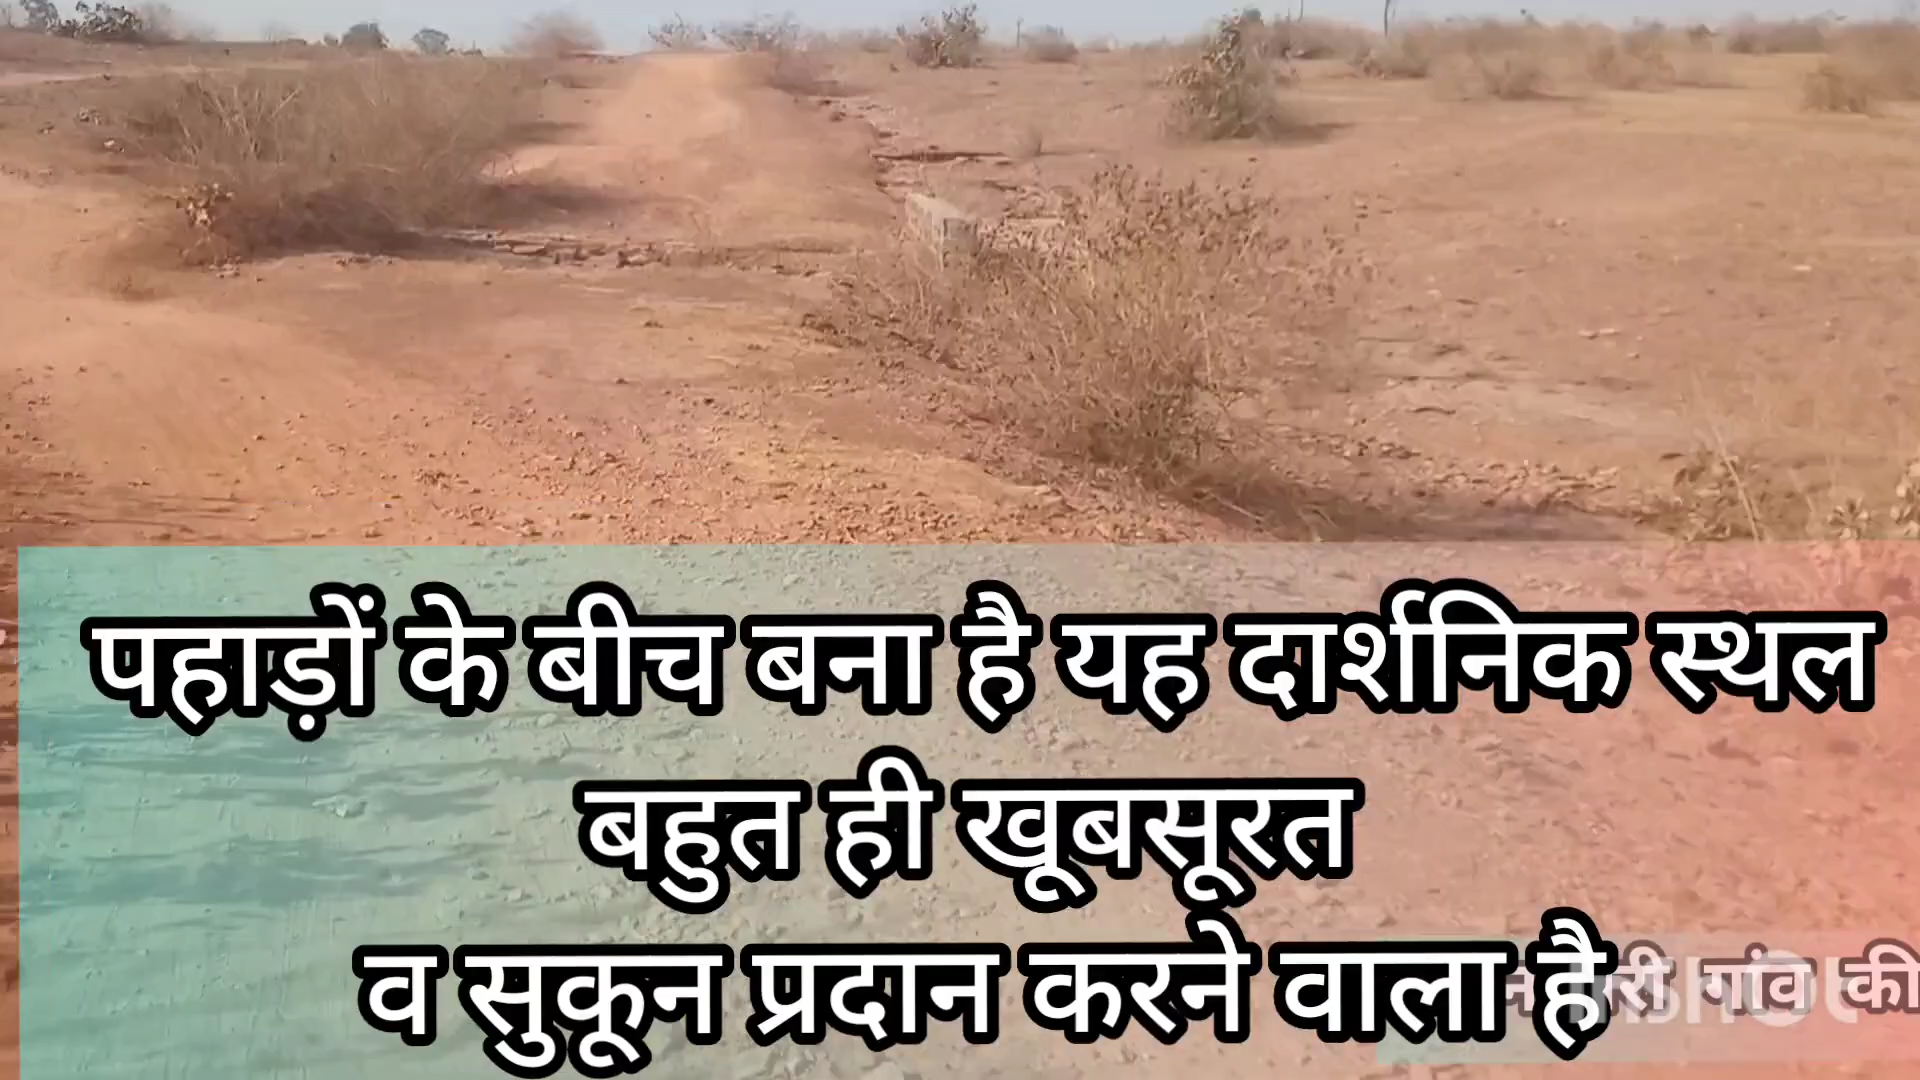 पहाड़ों के बीच बना है यह दार्शनिक स्थल
बहुत ही खूबसूरत
व सुकून प्रदान करने वाला है
गांव की